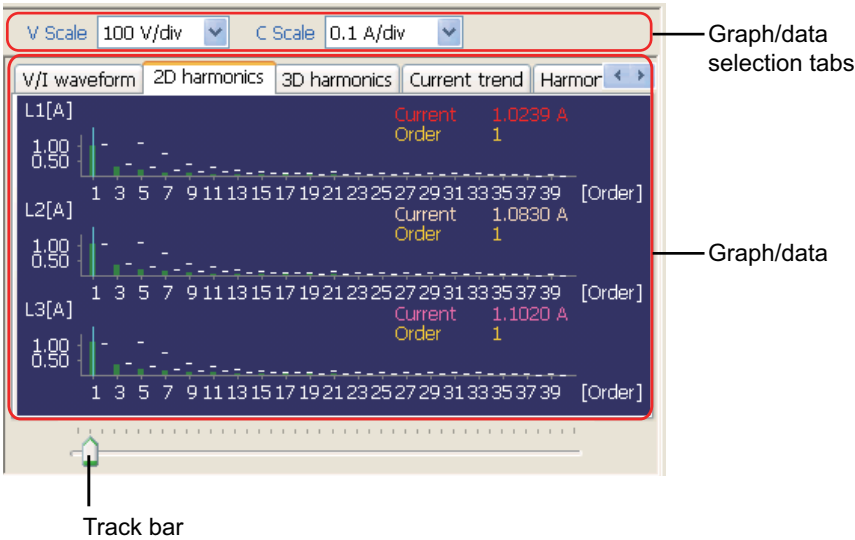 V Scale 100 V/div C Scale 0.1 A/div
Graph/data
selection tabs
V/I waveform 2D harmonics 3D harmonics Current trend Harmor
L1[A]
Current 1.0239 A
Order 1
1.00
0.50
1 3 5 7 9 11 13 15 17 19 21 23 25 27 29 31 33 35 37 39 [Order]
L2[A]
Current 1.0830 A
Order 1
1.00
0.50
Graph/data
1 3 5 7 9 11 13 15 17 19 21 23 25 27 29 31 33 35 37 39 [Order]
L3[A]
Current 1.1020 A
Order 1
1.00
0.50
1 3 5 7 9 11 13 15 17 19 21 23 25 27 29 31 33 35 37 39 [Order]
Track bar